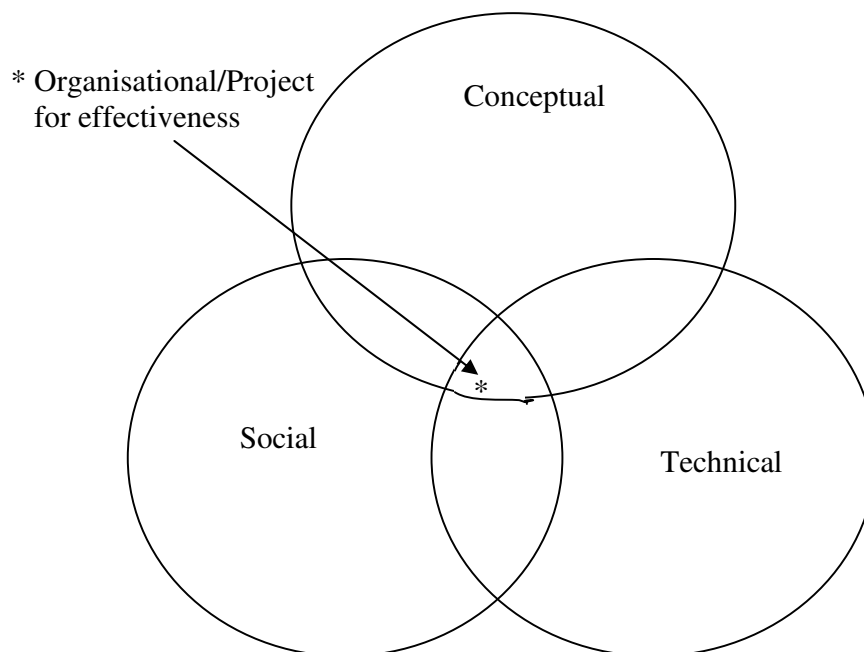 * Organisational/Project
for effectiveness
Conceptual
*
Social
Technical